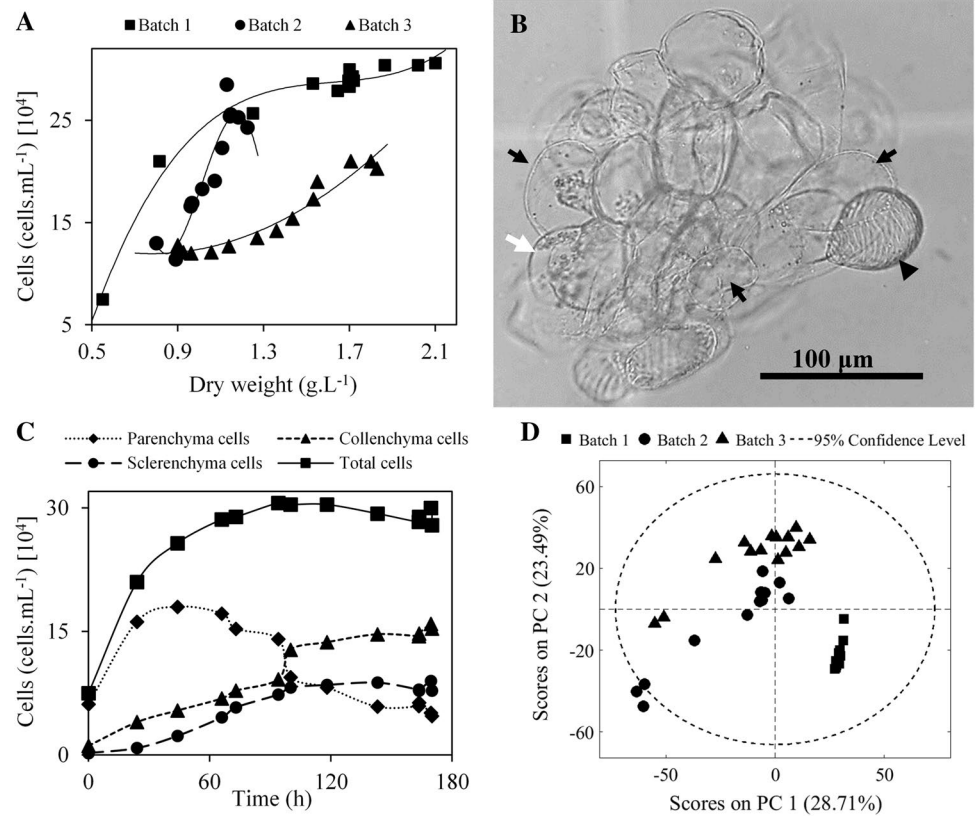 A
Batch 1 Batch 2 Batch 3
Cells (cells.mL-1) [10⁴]
25
15
5
0.5 0.9 1.3 1.7 2.1
Dry weight (g.L-1)
B
100 µm
C
Parenchyma cells Collenchyma cells
Sclerenchyma cells Total cells
Cells (cells.mL-1) [10⁴]
30
15
0
0 60 120 180
Time (h)
D
Batch 1 Batch 2 Batch 3 95% Confidence Level
Scores on PC 2 (23.49%)
60
20
-20
-60
-50 0 50
Scores on PC 1 (28.71%)